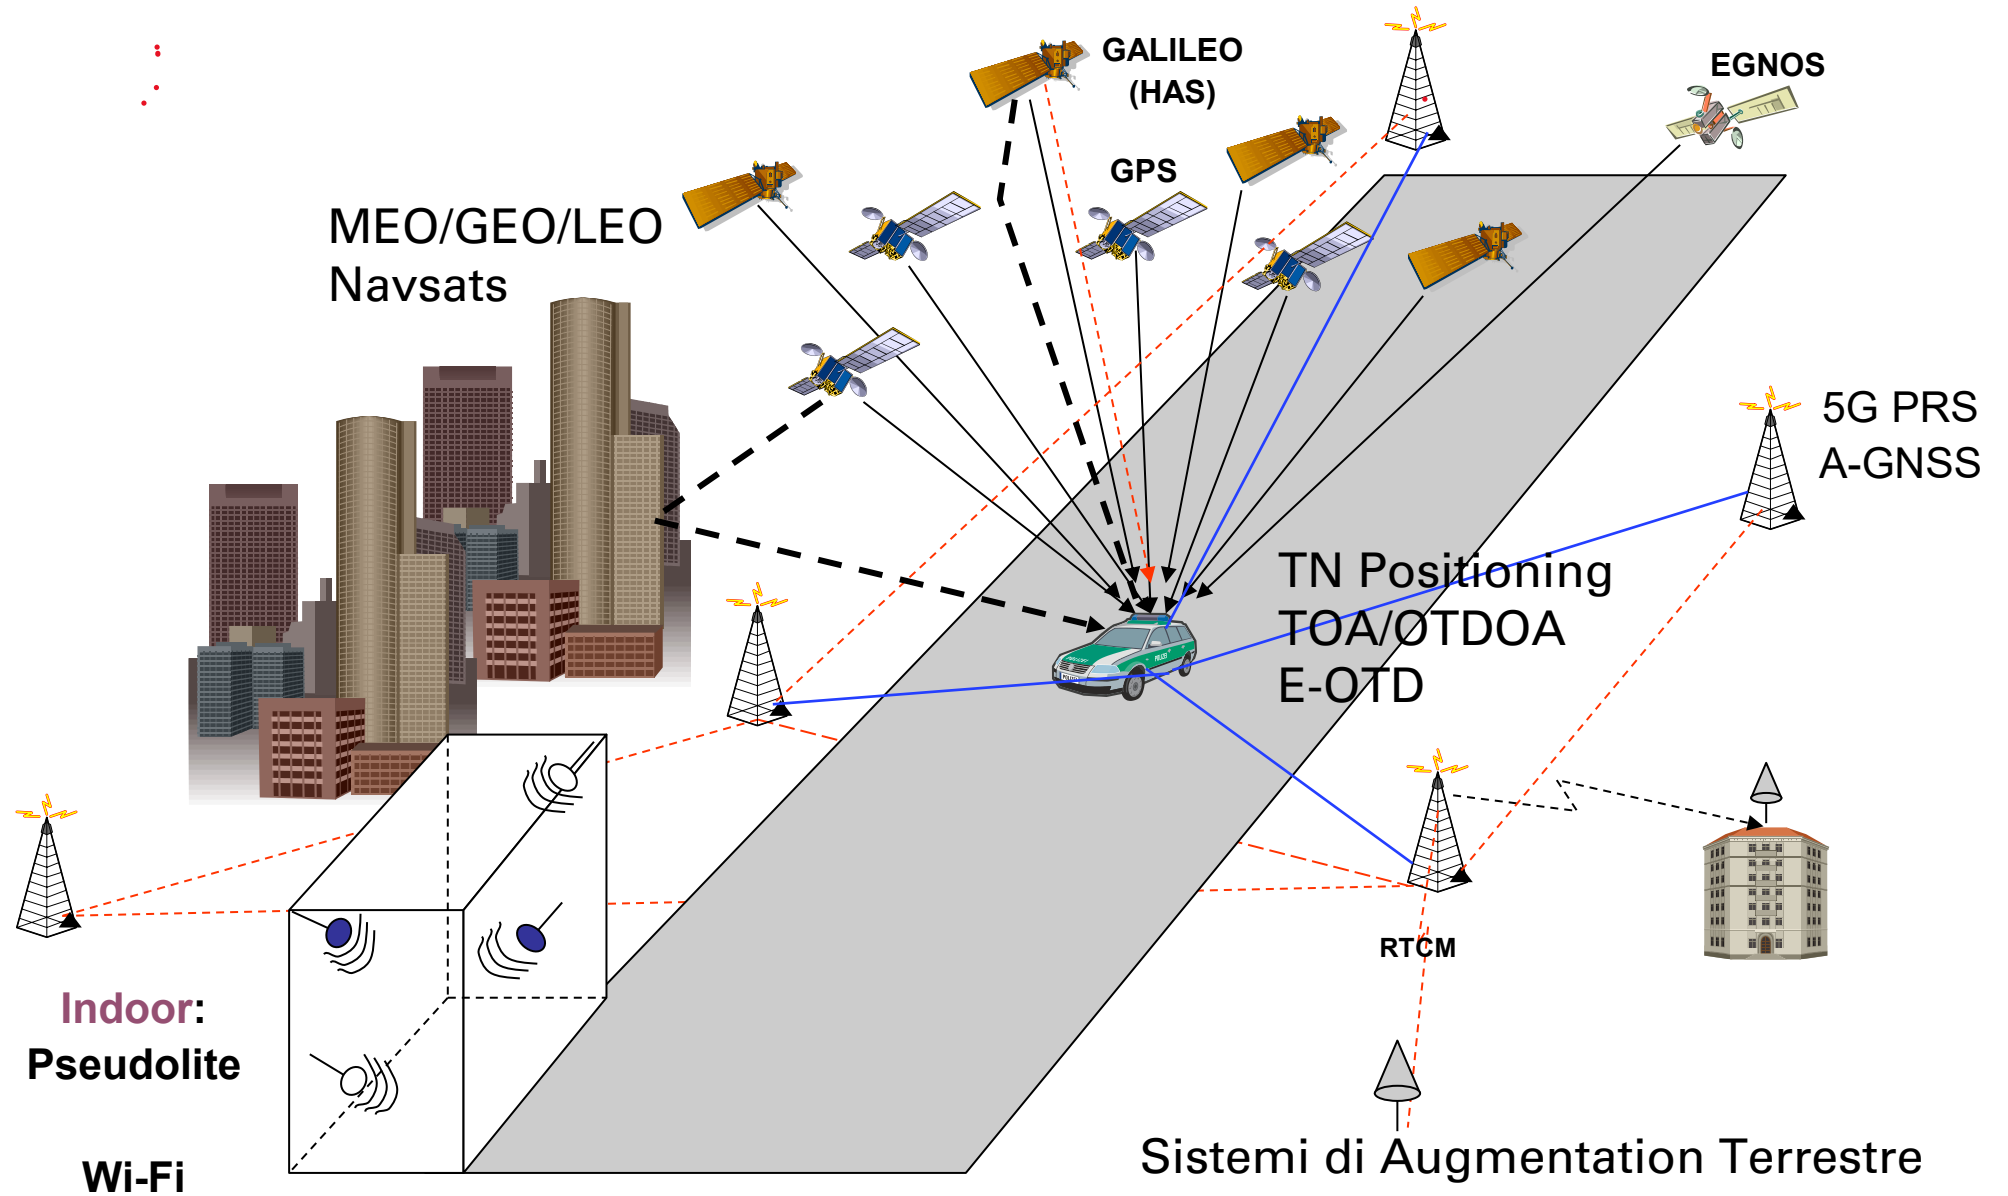 GALILEO
(HAS)
EGNOS
GPS
MEO/GEO/LEO
Navsats
5G PRS
A-GNSS
TN Positioning
TOA/OTDOA
E-OTD
RTCM
Indoor:
Pseudolite
Wi-Fi
Sistemi di Augmentation Terrestre